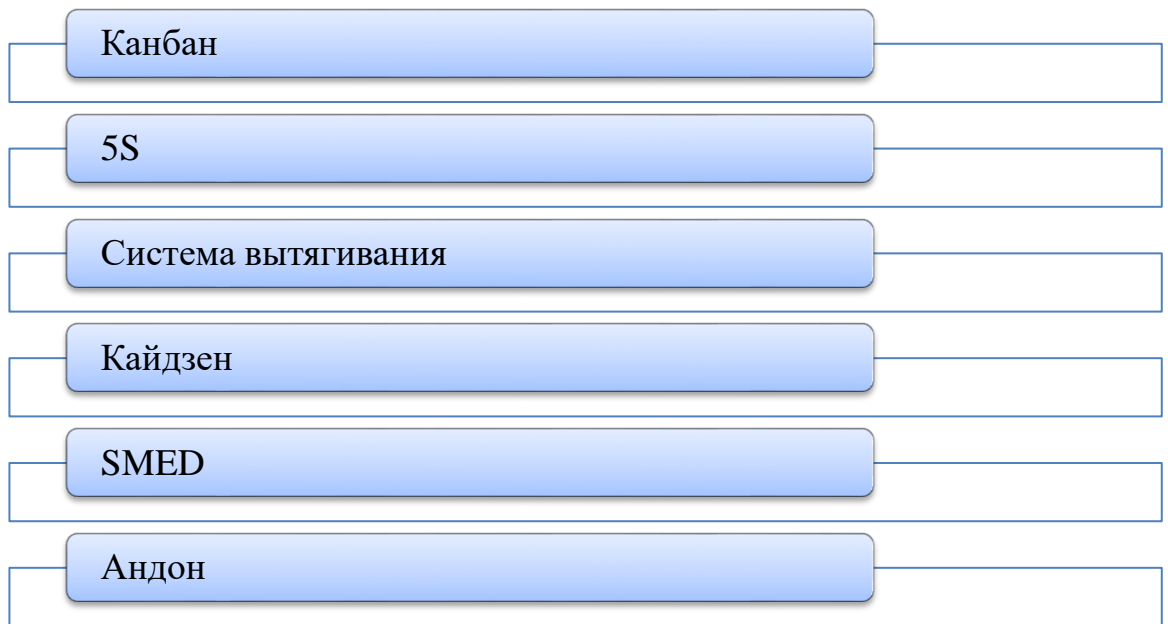 Канбан
5S
Система вытягивания
Кайдзен
SMED
Андон